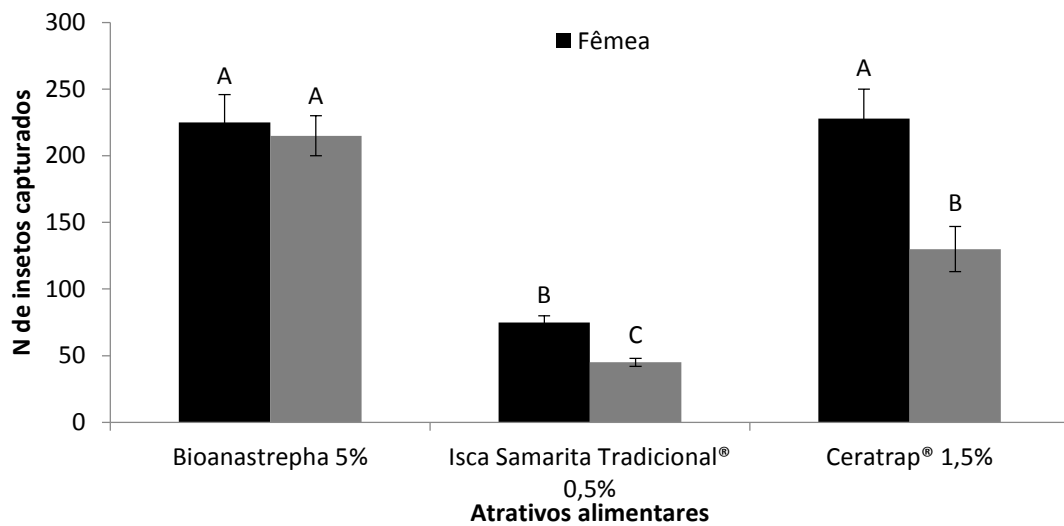 300
250
200
150
100
50
0
N de insetos capturados
Fêmea
A
A
B
C
A
B
Bioanastrepha 5%
Isca Samarita Tradicional®
0,5%
Ceratrap® 1,5%
Atrativos alimentares